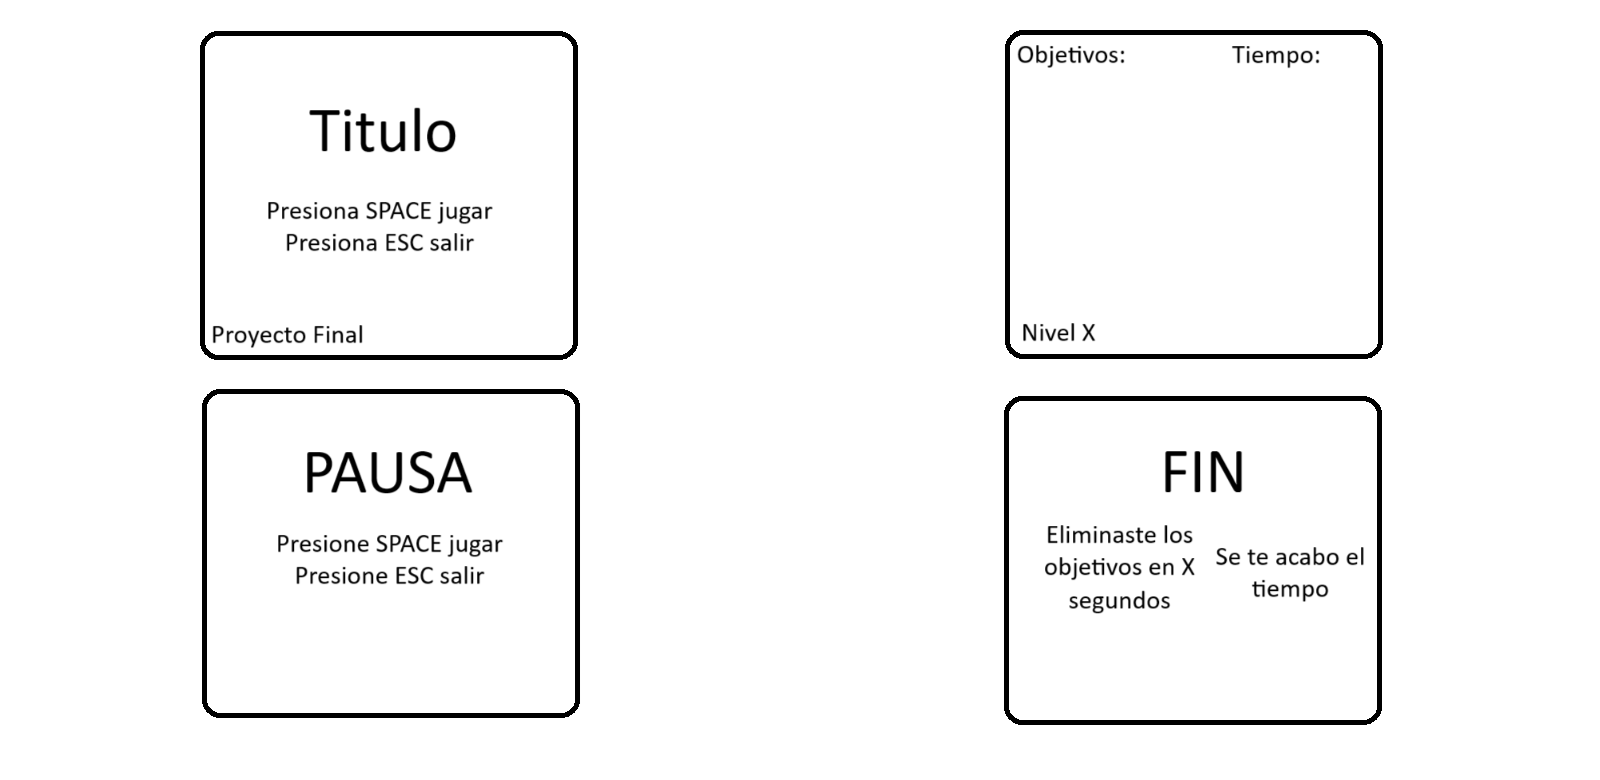 Titulo
Presiona SPACE jugar
Presiona ESC salir
Proyecto Final
Objetivos:
Tiempo:
Nivel X
PAUSA
Presione SPACE jugar
Presione ESC salir
FIN
Eliminaste los
objetivos en X
segundos
Se te acabo el
tiempo